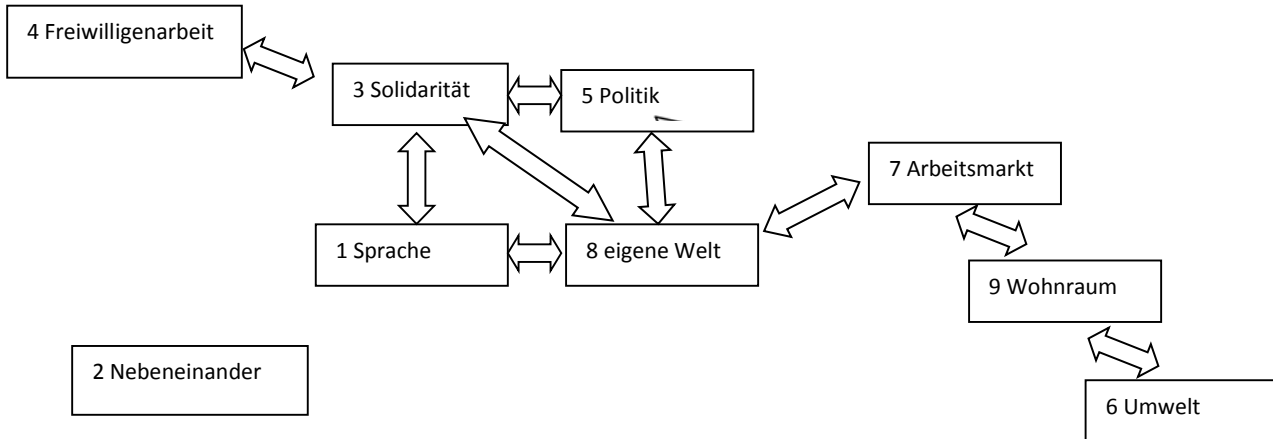 4 Freiwilligenarbeit
3 Solidarität
5 Politik
7 Arbeitsmarkt
1 Sprache
8 eigene Welt
9 Wohnraum
2 Nebeneinander
6 Umwelt